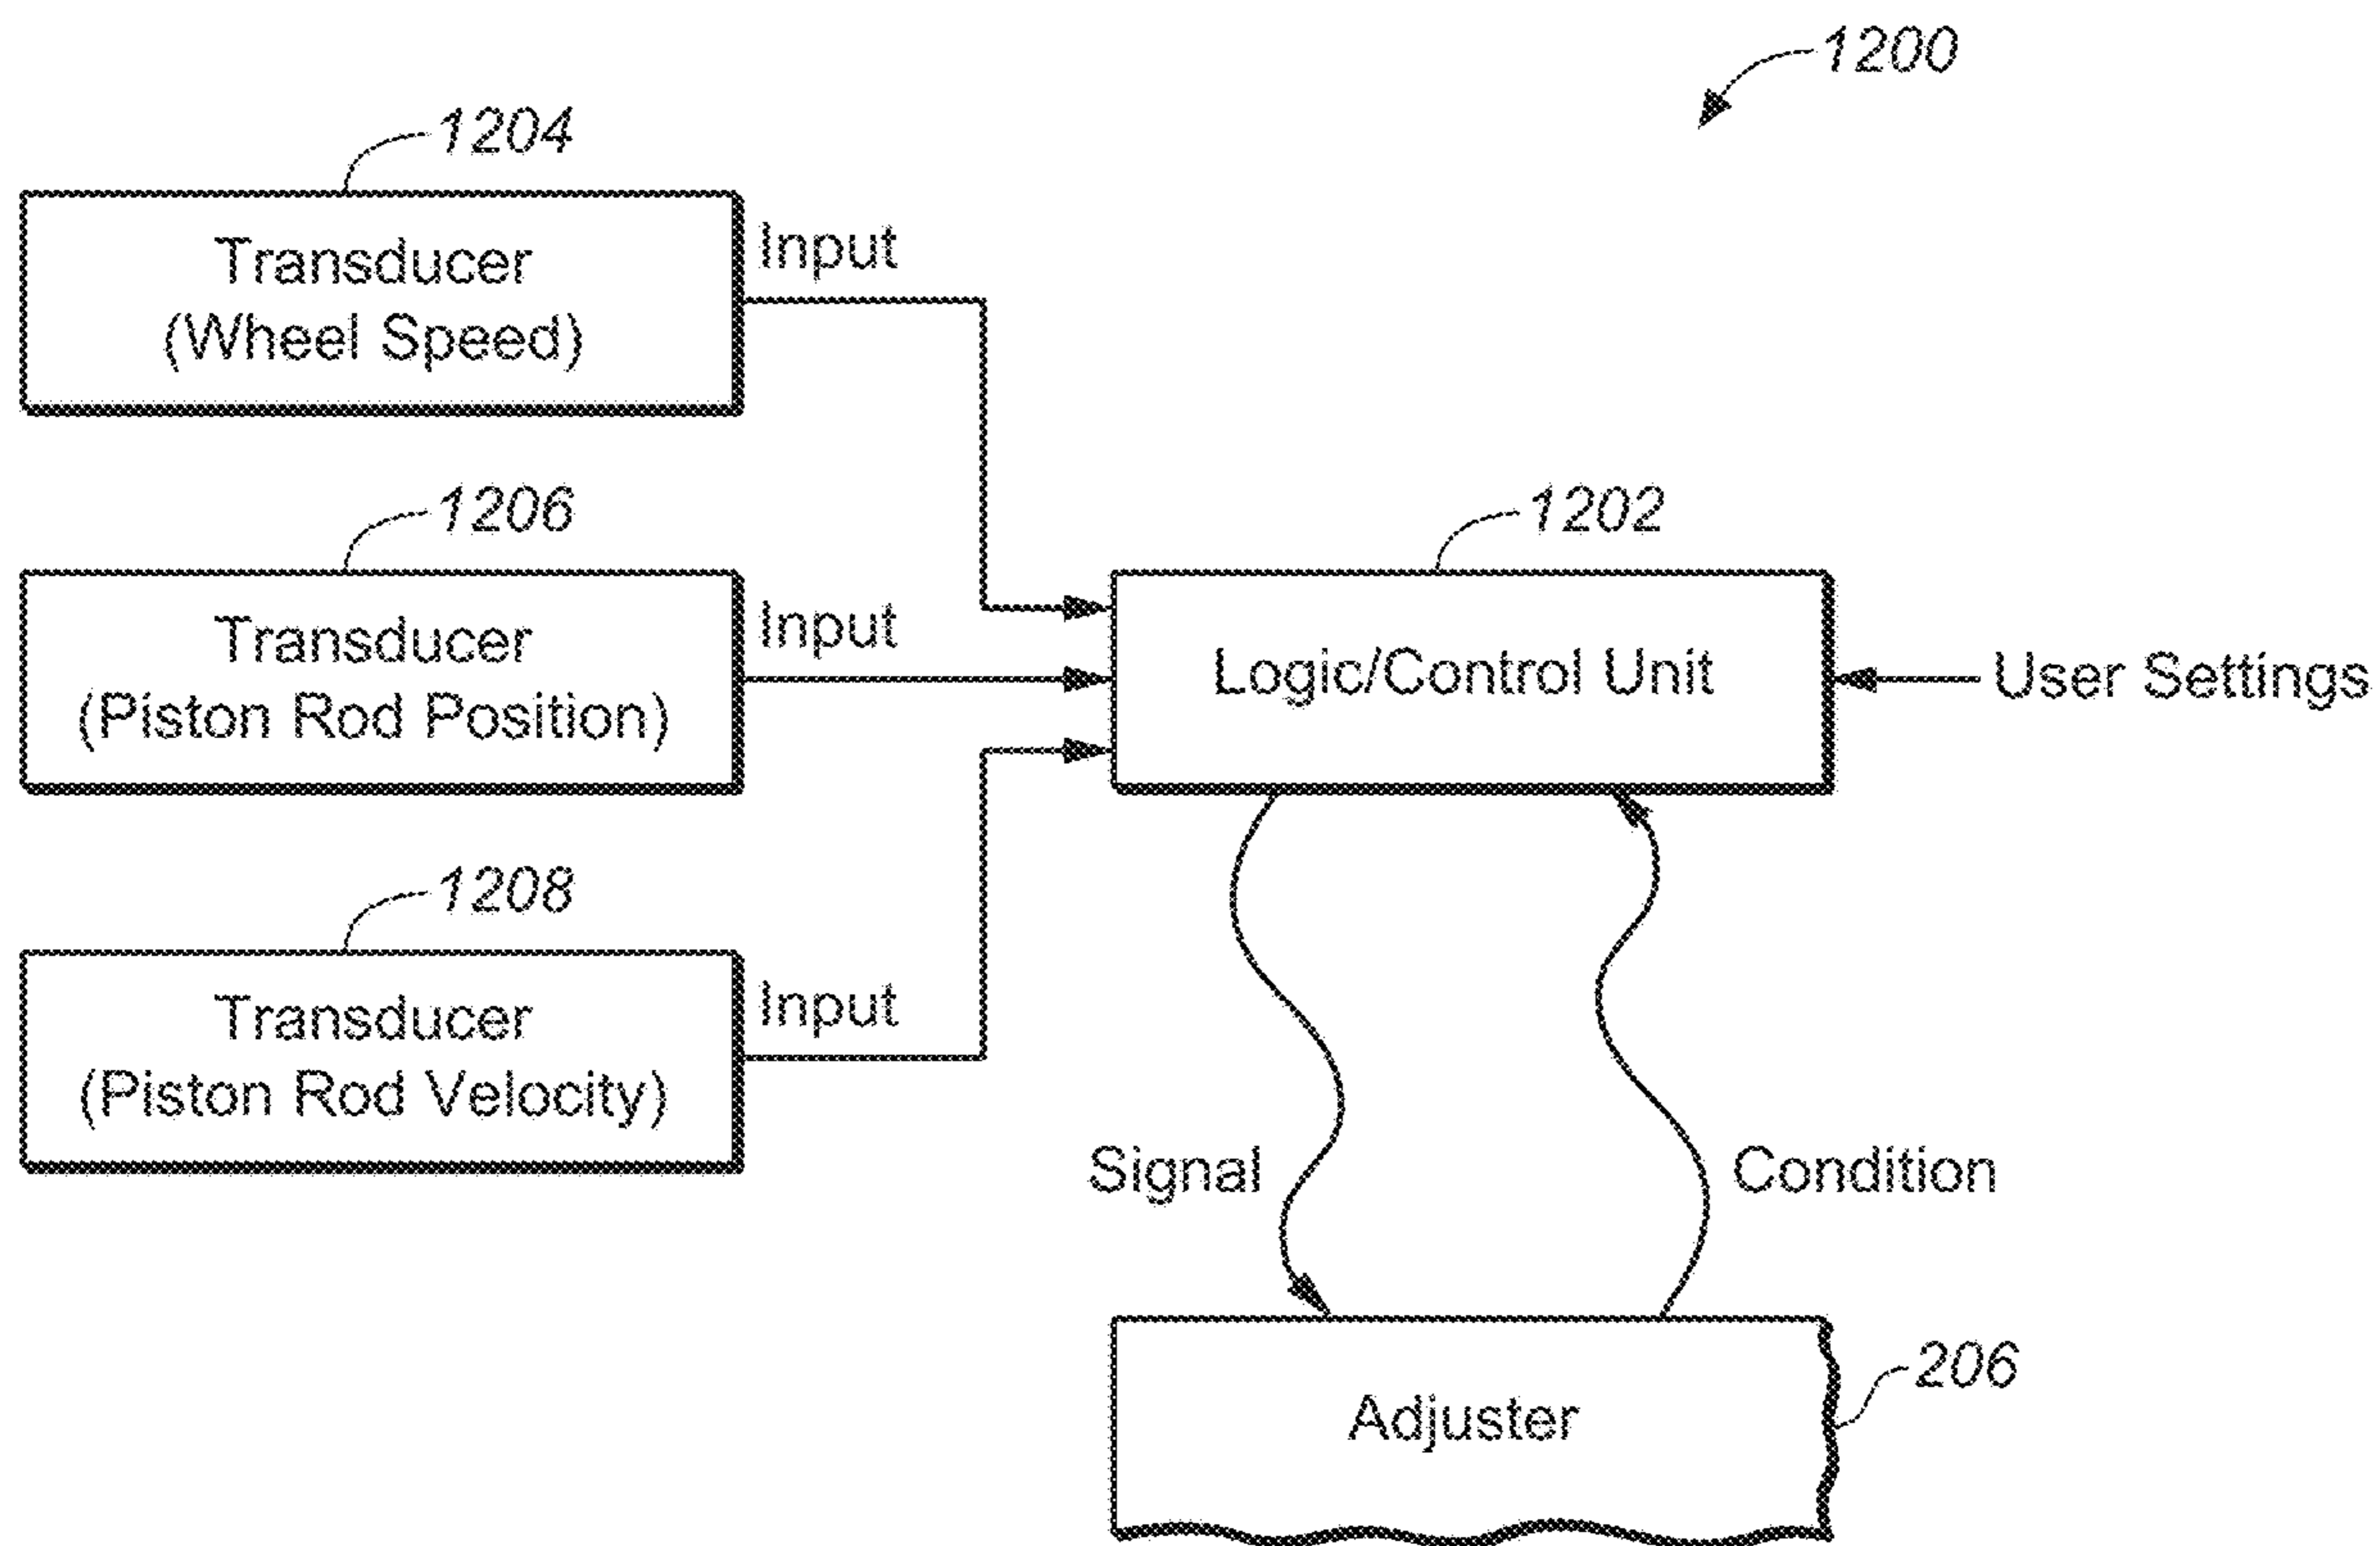 1200
1204
Transducer
(Wheel Speed)
Input
1206
Transducer
(Piston Rod Position)
Input
1202
Logic/Control Unit
User Settings
1208
Transducer
(Piston Rod Velocity)
Input
Signal
Condition
Adjuster
206